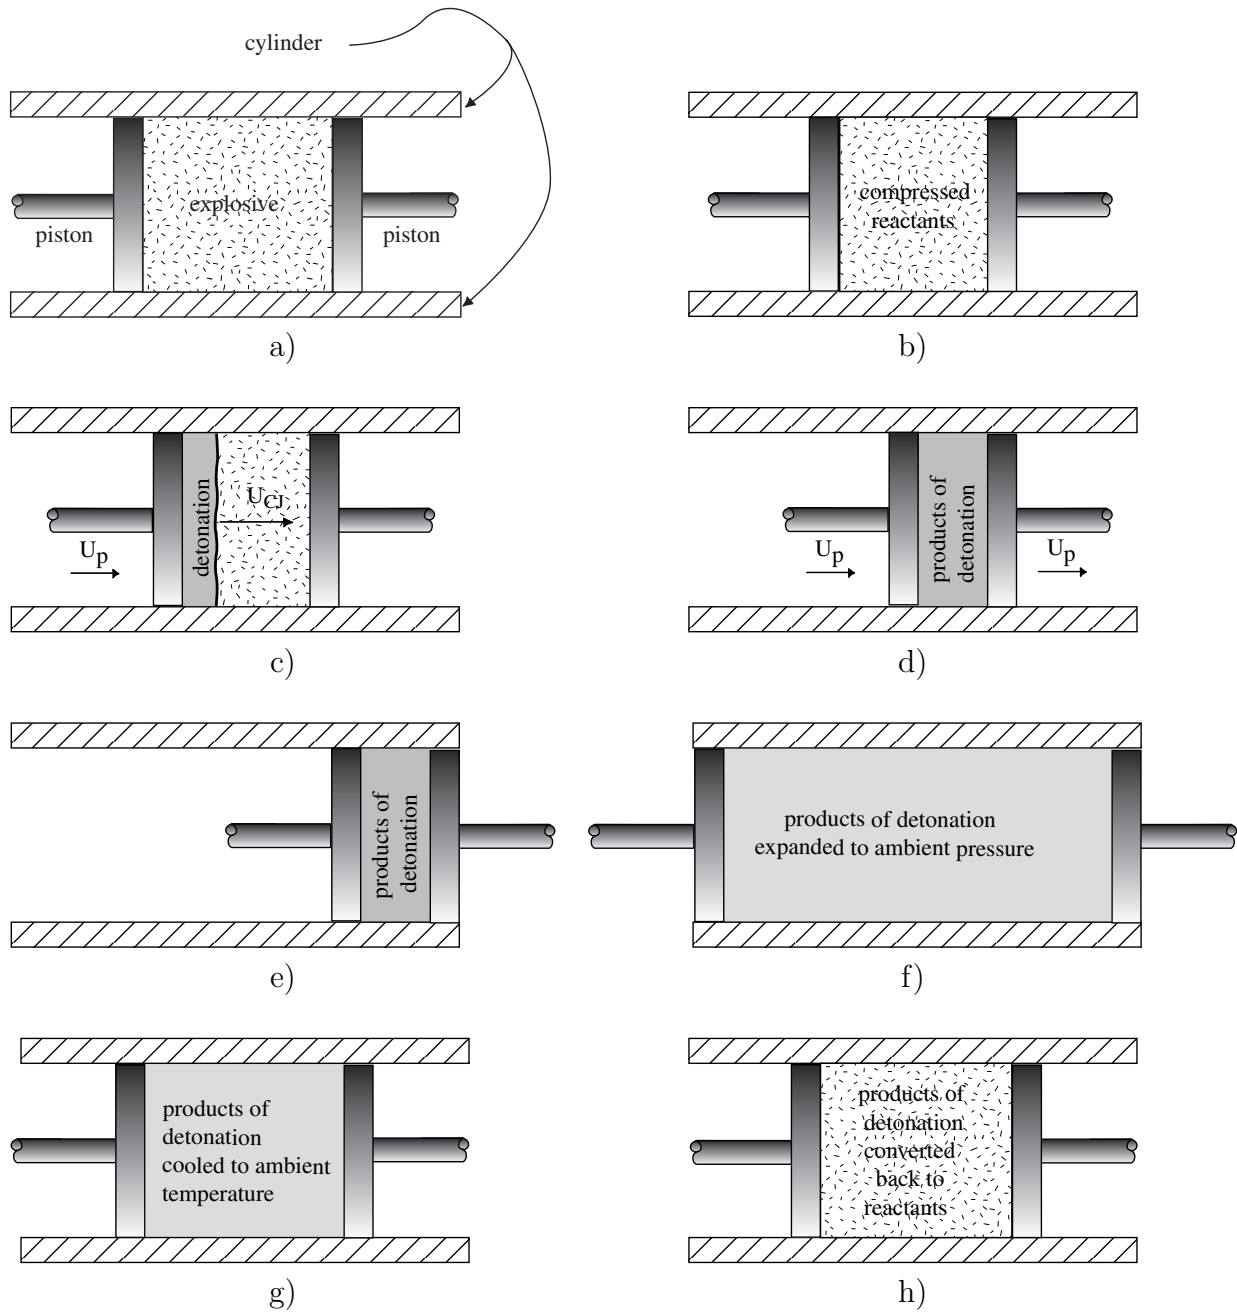 cylinder
explosive
piston
piston
a)
compressed
reactants
b)
detonation
U_CJ
U_p
c)
products of
detonation
U_p
U_p
d)
products of
detonation
e)
products of detonation
expanded to ambient pressure
f)
products of
detonation
cooled to ambient
temperature
g)
products of
detonation
converted
back to
reactants
h)